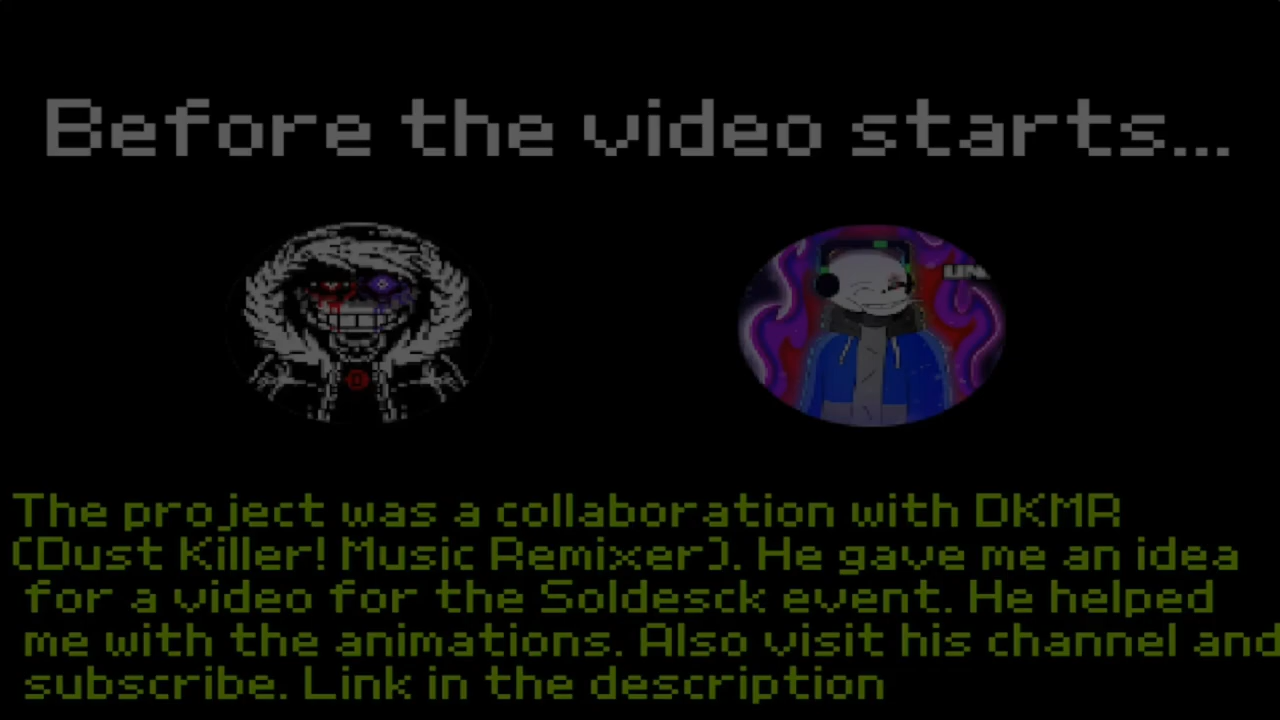 Before the video starts...
The project was a collaboration with DKMR
(Dust Killer! Music Remixer). He gave me an idea
for a video for the Soldesck event. He helped
me with the animations. Also visit his channel and
subscribe. Link in the description